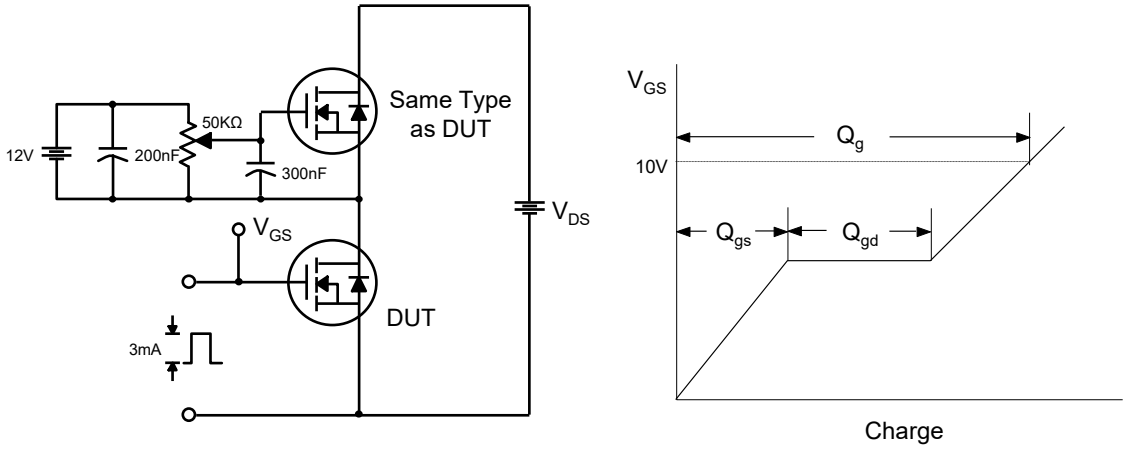 Same Type
as DUT
50KΩ
12V
200nF
300nF
V_DS
V_GS
DUT
3mA
V_GS
Q_g
10V
Q_gs
Q_gd
Charge